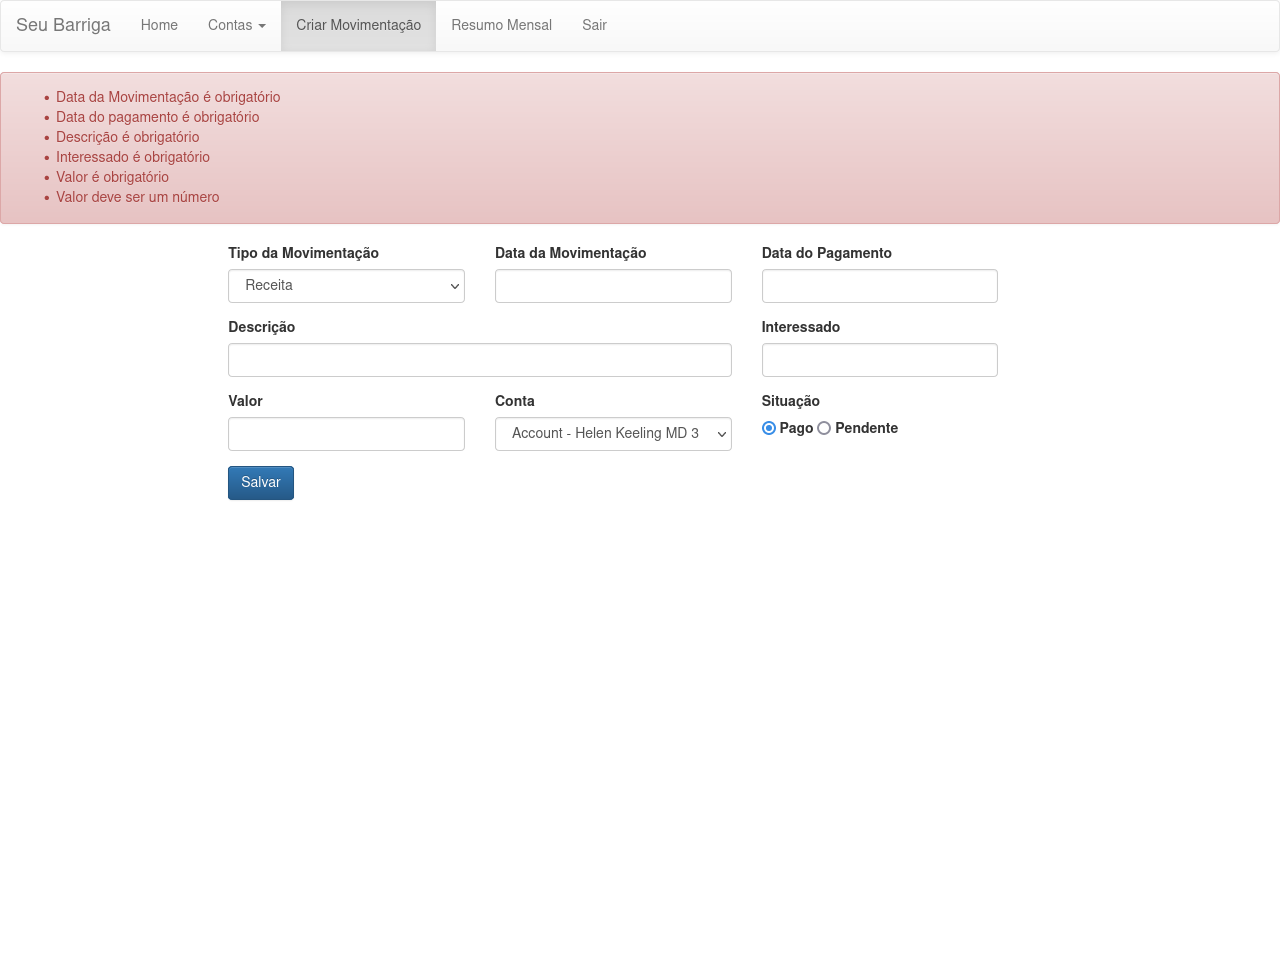 Seu Barriga Home Contas Criar Movimentação Resumo Mensal Sair
Data da Movimentação é obrigatório
Data do pagamento é obrigatório
Descrição é obrigatório
Interessado é obrigatório
Valor é obrigatório
Valor deve ser um número
Tipo da Movimentação Data da Movimentação Data do Pagamento
Receita
Descrição Interessado
Valor Conta Situação
Account - Helen Keeling MD 3 Pago Pendente
Salvar